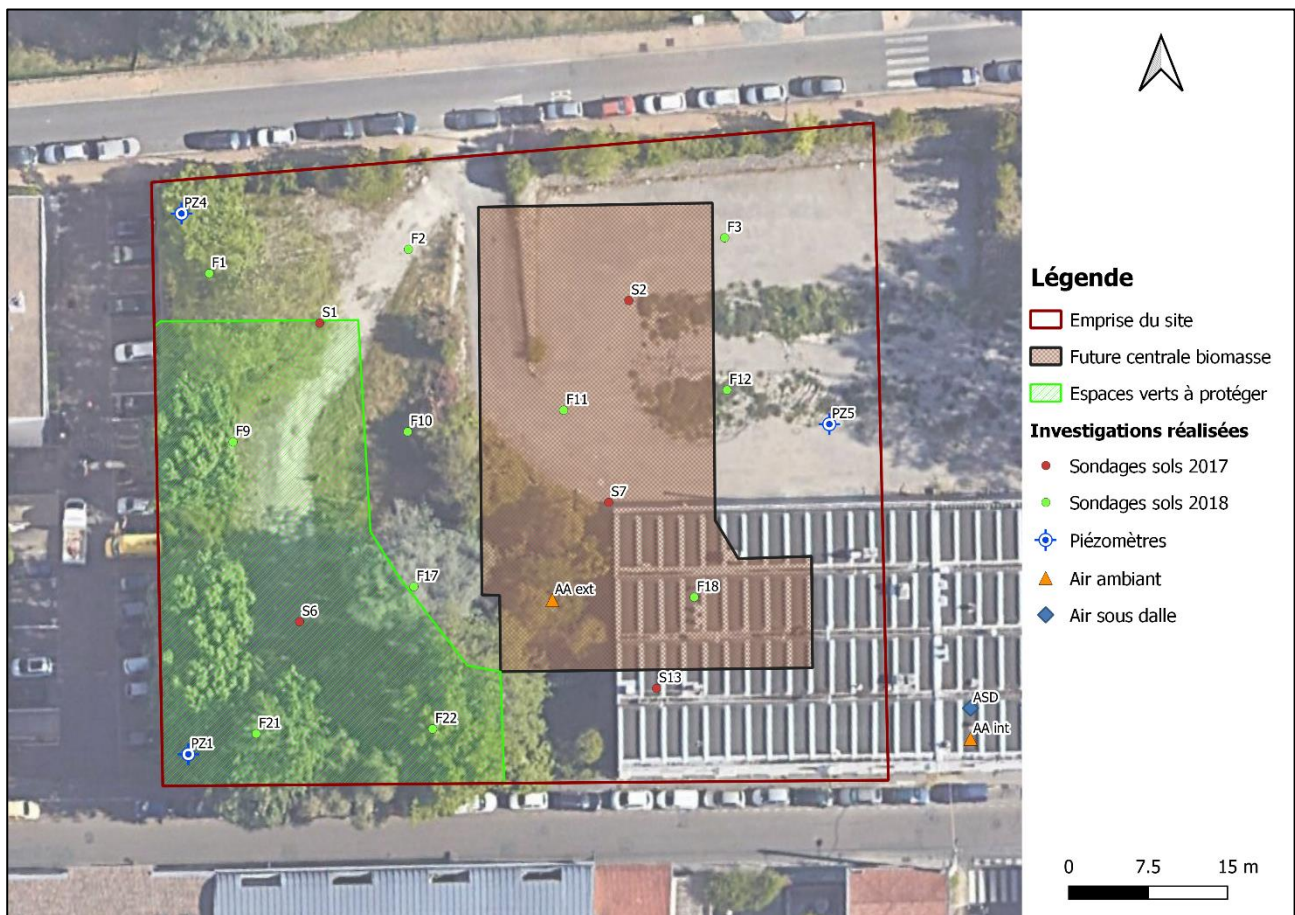 PZ4
F1
F2
F3
S1
S2
F12
F11
PZ5
F9
F10
S7
F17
AA ext
F18
S6
S13
F21
F22
PZ1
ASD
AA int
Légende
Emprise du site
Future centrale biomasse
Espaces verts à protéger
Investigations réalisées
Sondages sols 2017
Sondages sols 2018
Piézomètres
Air ambiant
Air sous dalle
0 7.5 15 m